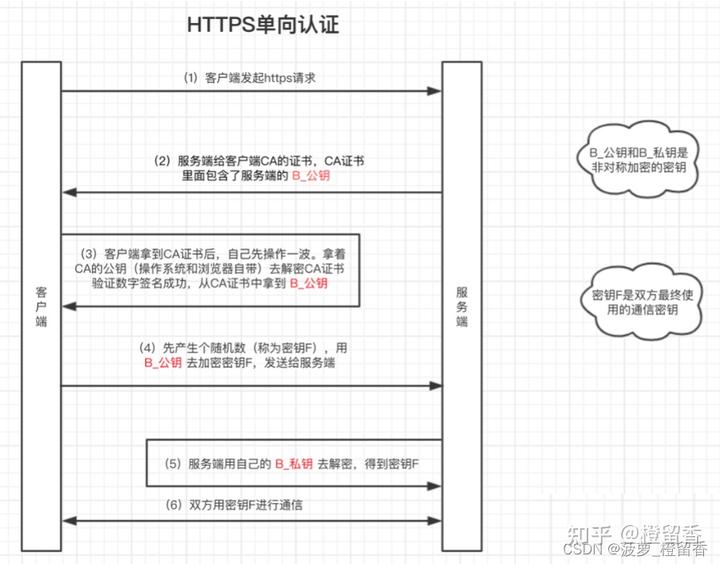 HTTPS单向认证
（1）客户端发起https请求
（2）服务端给客户端CA的证书，CA证书
里面包含了服务端的 B_公钥
B_公钥和B_私钥是
非对称加密的密钥
（3）客户端拿到CA证书后，自己先操作一波。拿着
CA的公钥（操作系统和浏览器自带）去解密CA证书
验证数字签名成功，从CA证书中拿到 B_公钥
客户端
服务端
密钥F是双方最终使
用的通信密钥
（4）先产生个随机数（称为密钥F），用
B_公钥 去加密密钥F，发送给服务端
（5）服务端用自己的 B_私钥 去解密，得到密钥F
（6）双方用密钥F进行通信
知乎 @橙留香
CSDN @菠萝_橙留香